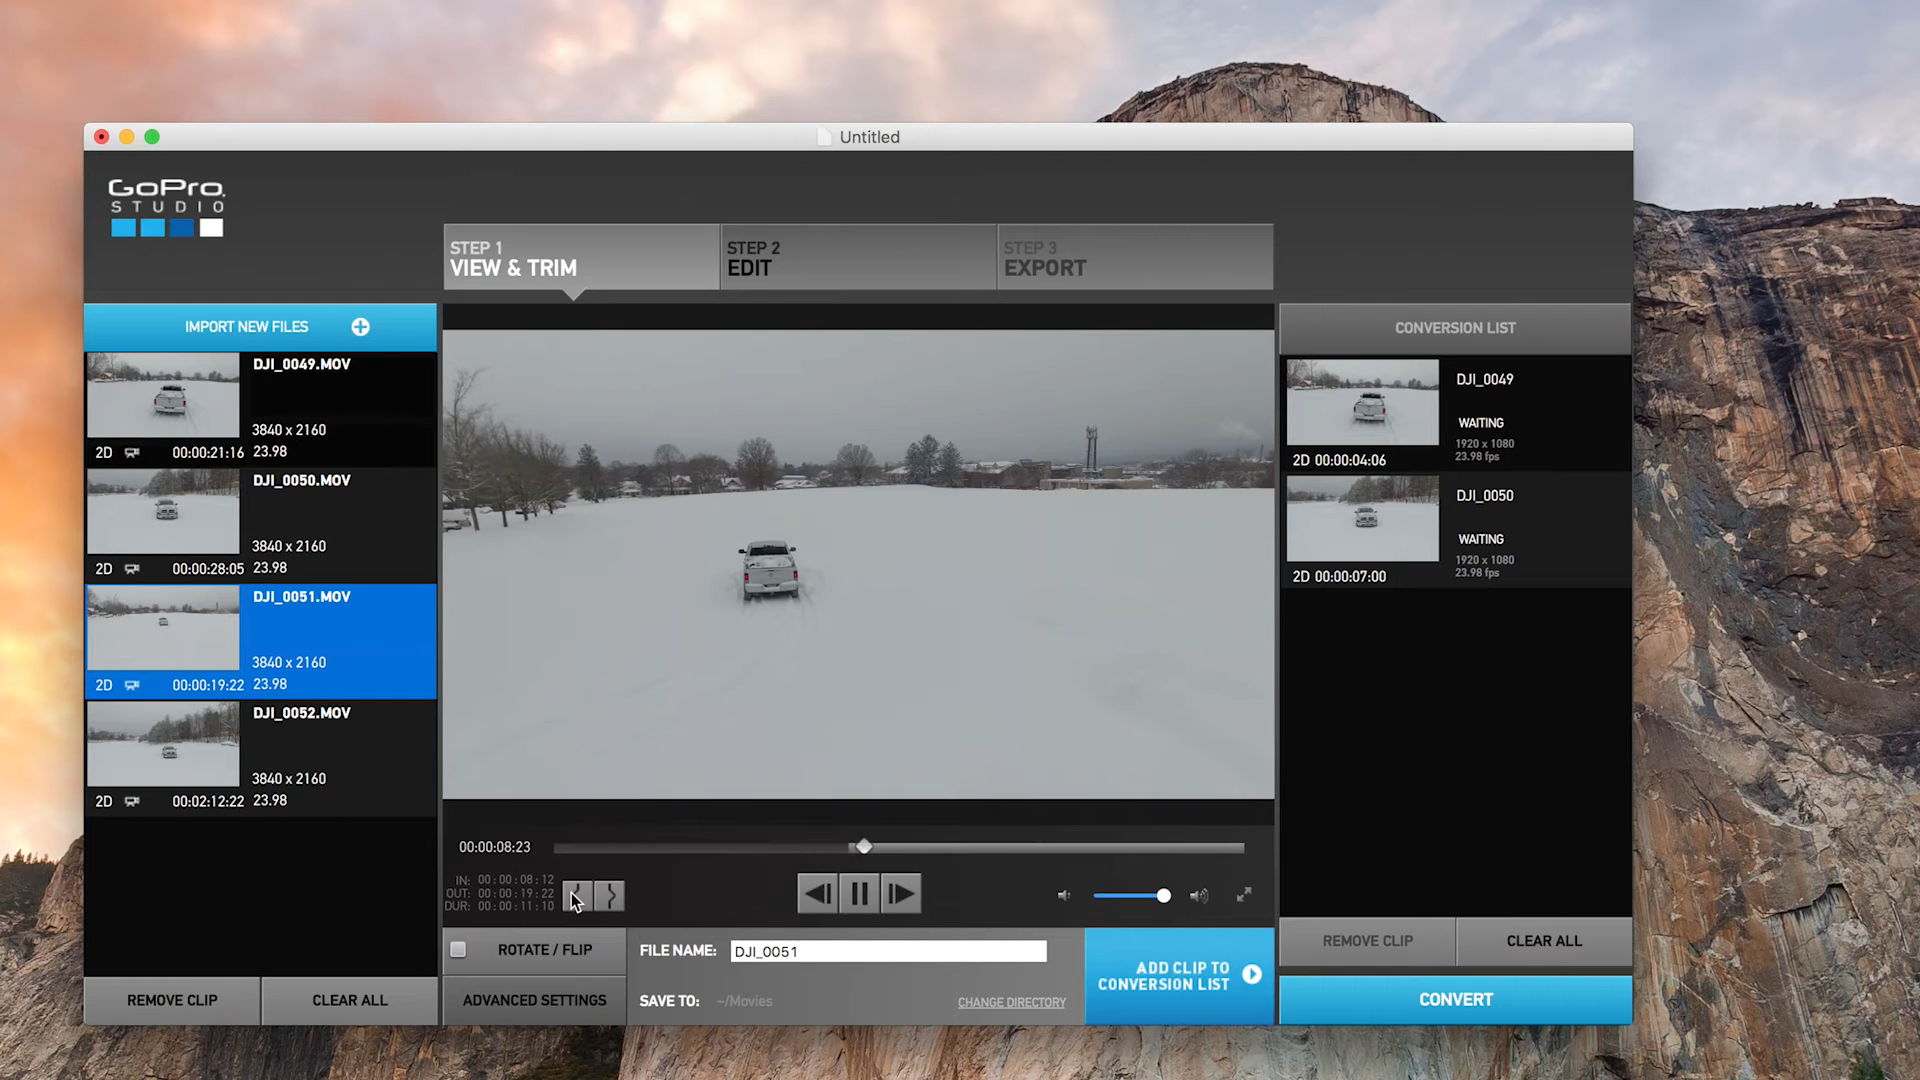 Untitled
GoPro
STUDIO
STEP 1
VIEW & TRIM
STEP 2
EDIT
STEP 3
EXPORT
IMPORT NEW FILES
DJI_0049.MOV
3840 x 2160
2D 00:00:21:16 23.98
DJI_0050.MOV
3840 x 2160
2D 00:00:28:05 23.98
DJI_0051.MOV
3840 x 2160
2D 00:00:19:22 23.98
DJI_0052.MOV
3840 x 2160
2D 00:02:12:22 23.98
REMOVE CLIP
CLEAR ALL
00:00:08:23
IN: 00:00:08:12
OUT: 00:00:19:22
DUR: 00:00:11:10
ROTATE / FLIP
ADVANCED SETTINGS
FILE NAME: DJI_0051
SAVE TO: ~/Movies
CHANGE DIRECTORY
ADD CLIP TO
CONVERSION LIST
CONVERSION LIST
DJI_0049
WAITING
1920 x 1080
23.98 fps
2D 00:00:04:06
DJI_0050
WAITING
1920 x 1080
23.98 fps
2D 00:00:07:00
REMOVE CLIP
CLEAR ALL
CONVERT